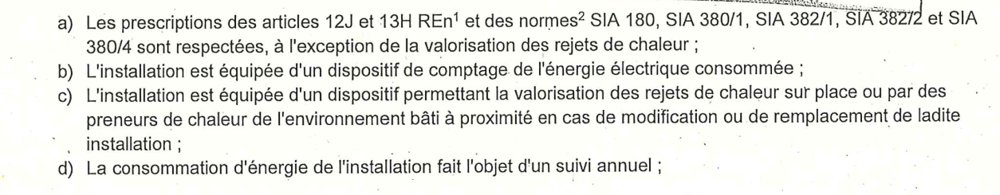 a) Les prescriptions des articles 12J et 13H REn¹ et des normes² SIA 180, SIA 380/1, SIA 382/1, SIA 382/2 et SIA
380/4 sont respectées, à l'exception de la valorisation des rejets de chaleur ;
b) L'installation est équipée d'un dispositif de comptage de l'énergie électrique consommée ;
c) L'installation est équipée d'un dispositif permettant la valorisation des rejets de chaleur sur place ou par des
preneurs de chaleur de l'environnement bâti à proximité en cas de modification ou de remplacement de ladite
installation ;
d) La consommation d'énergie de l'installation fait l'objet d'un suivi annuel ;